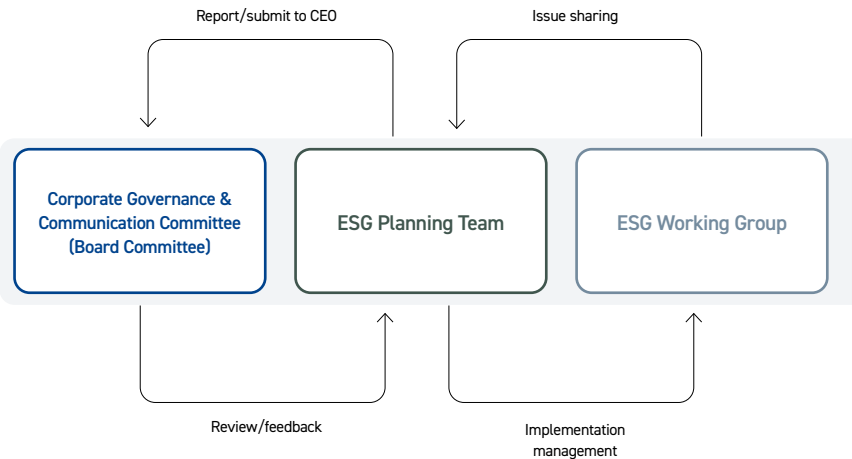 Report/submit to CEO
Issue sharing
Corporate Governance &
Communication Committee
(Board Committee)
ESG Planning Team
ESG Working Group
Review/feedback
Implementation
management